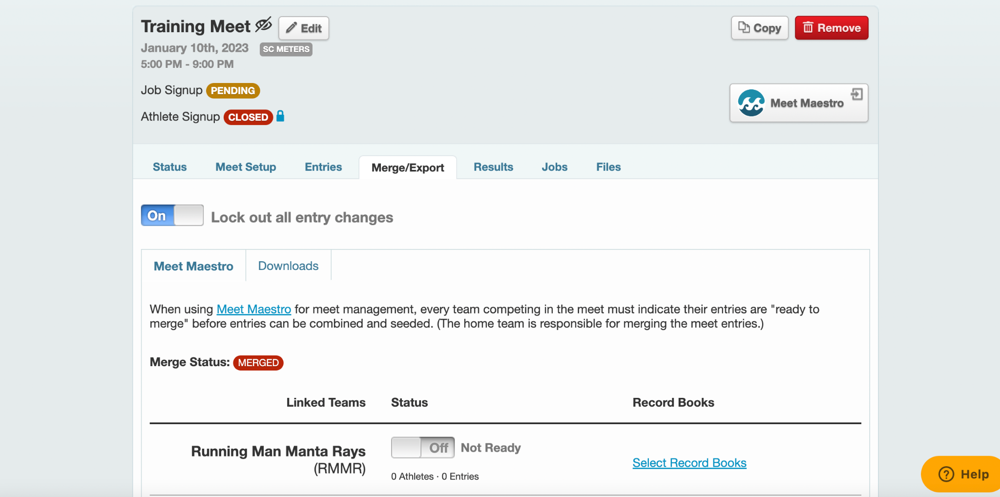 Training Meet
Edit
Copy
Remove
January 10th, 2023
SC METERS
5:00 PM - 9:00 PM
Job Signup PENDING
Meet Maestro
Athlete Signup CLOSED
Status
Meet Setup
Entries
Merge/Export
Results
Jobs
Files
On
Lock out all entry changes
Meet Maestro
Downloads
When using Meet Maestro for meet management, every team competing in the meet must indicate their entries are "ready to
merge" before entries can be combined and seeded. (The home team is responsible for merging the meet entries.)
Merge Status: MERGED
Linked Teams
Status
Record Books
Running Man Manta Rays
(RMMR)
Off
Not Ready
0 Athletes · 0 Entries
Select Record Books
Help